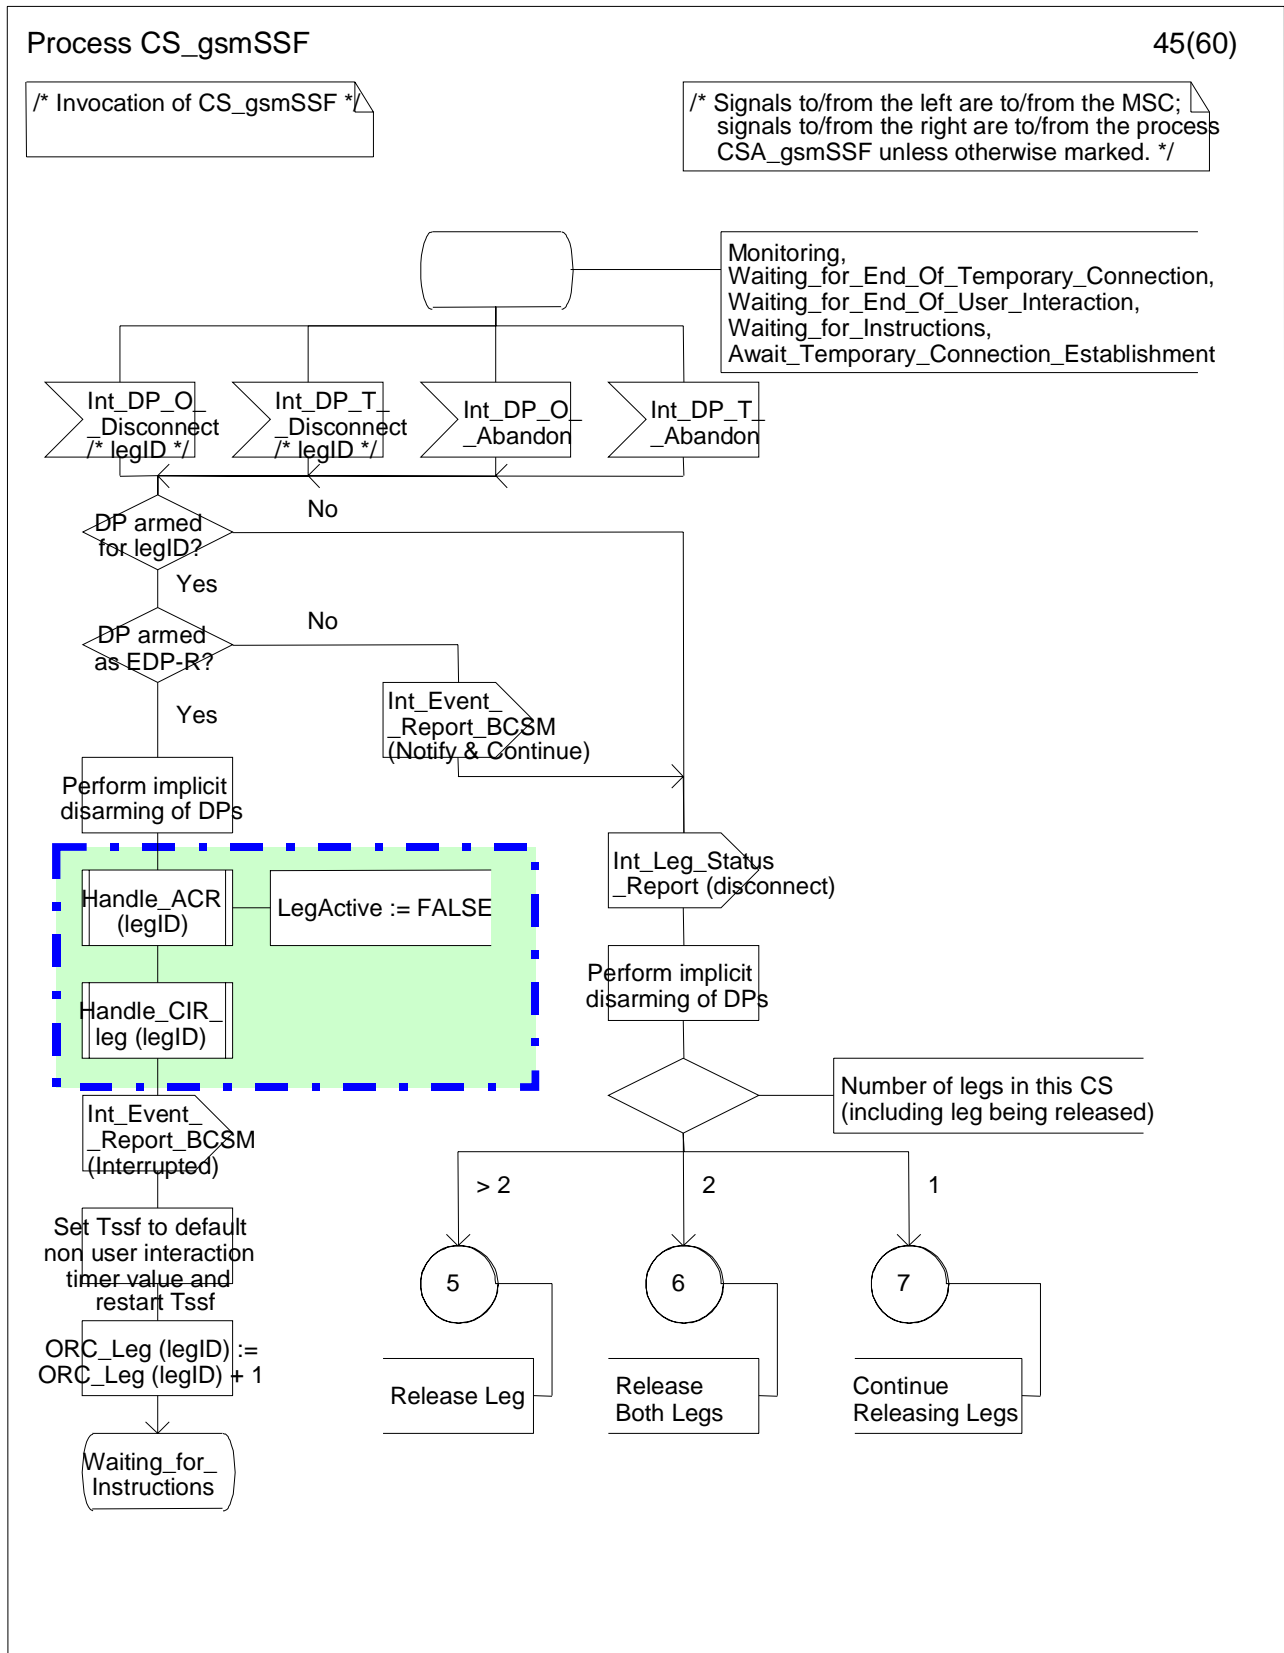 Process CS_gsmSSF
45(60)
/* Invocation of CS_gsmSSF */
/* Signals to/from the left are to/from the MSC;
signals to/from the right are to/from the process
CSA_gsmSSF unless otherwise marked. */
Monitoring,
Waiting_for_End_Of_Temporary_Connection,
Waiting_for_End_Of_User_Interaction,
Waiting_for_Instructions,
Await_Temporary_Connection_Establishment
Int_DP_O_
_Disconnect
/* legID */
Int_DP_T_
_Disconnect
/* legID */
Int_DP_O_
_Abandon
Int_DP_T_
_Abandon
DP armed
for legID?
No
Yes
DP armed
as EDP-R?
No
Yes
Int_Event_
_Report_BCSM
(Notify & Continue)
Perform implicit
disarming of DPs
Handle_ACR
(legID)
LegActive := FALSE
Int_Leg_Status
_Report (disconnect)
Handle_CIR_
leg (legID)
Perform implicit
disarming of DPs
Number of legs in this CS
(including leg being released)
Int_Event_
_Report_BCSM
(Interrupted)
> 2
2
1
Set Tssf to default
non user interaction
timer value and
restart Tssf
5
6
7
ORC_Leg (legID) :=
ORC_Leg (legID) + 1
Release Leg
Release
Both Legs
Continue
Releasing Legs
Waiting_for_
Instructions